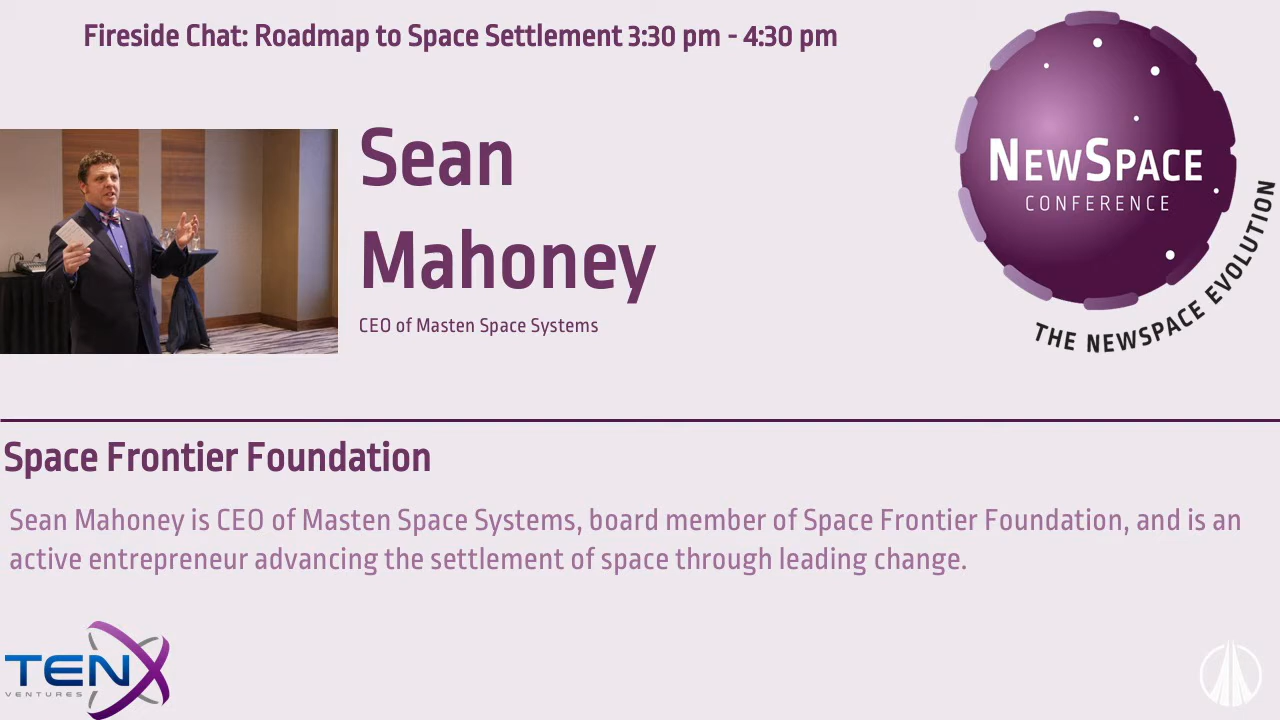 Fireside Chat: Roadmap to Space Settlement 3:30 pm - 4:30 pm
Sean
Mahoney
CEO of Masten Space Systems
NEWSPACE
CONFERENCE
THE NEWSPACE EVOLUTION
Space Frontier Foundation
Sean Mahoney is CEO of Masten Space Systems, board member of Space Frontier Foundation, and is an
active entrepreneur advancing the settlement of space through leading change.
TENX
VENTURES